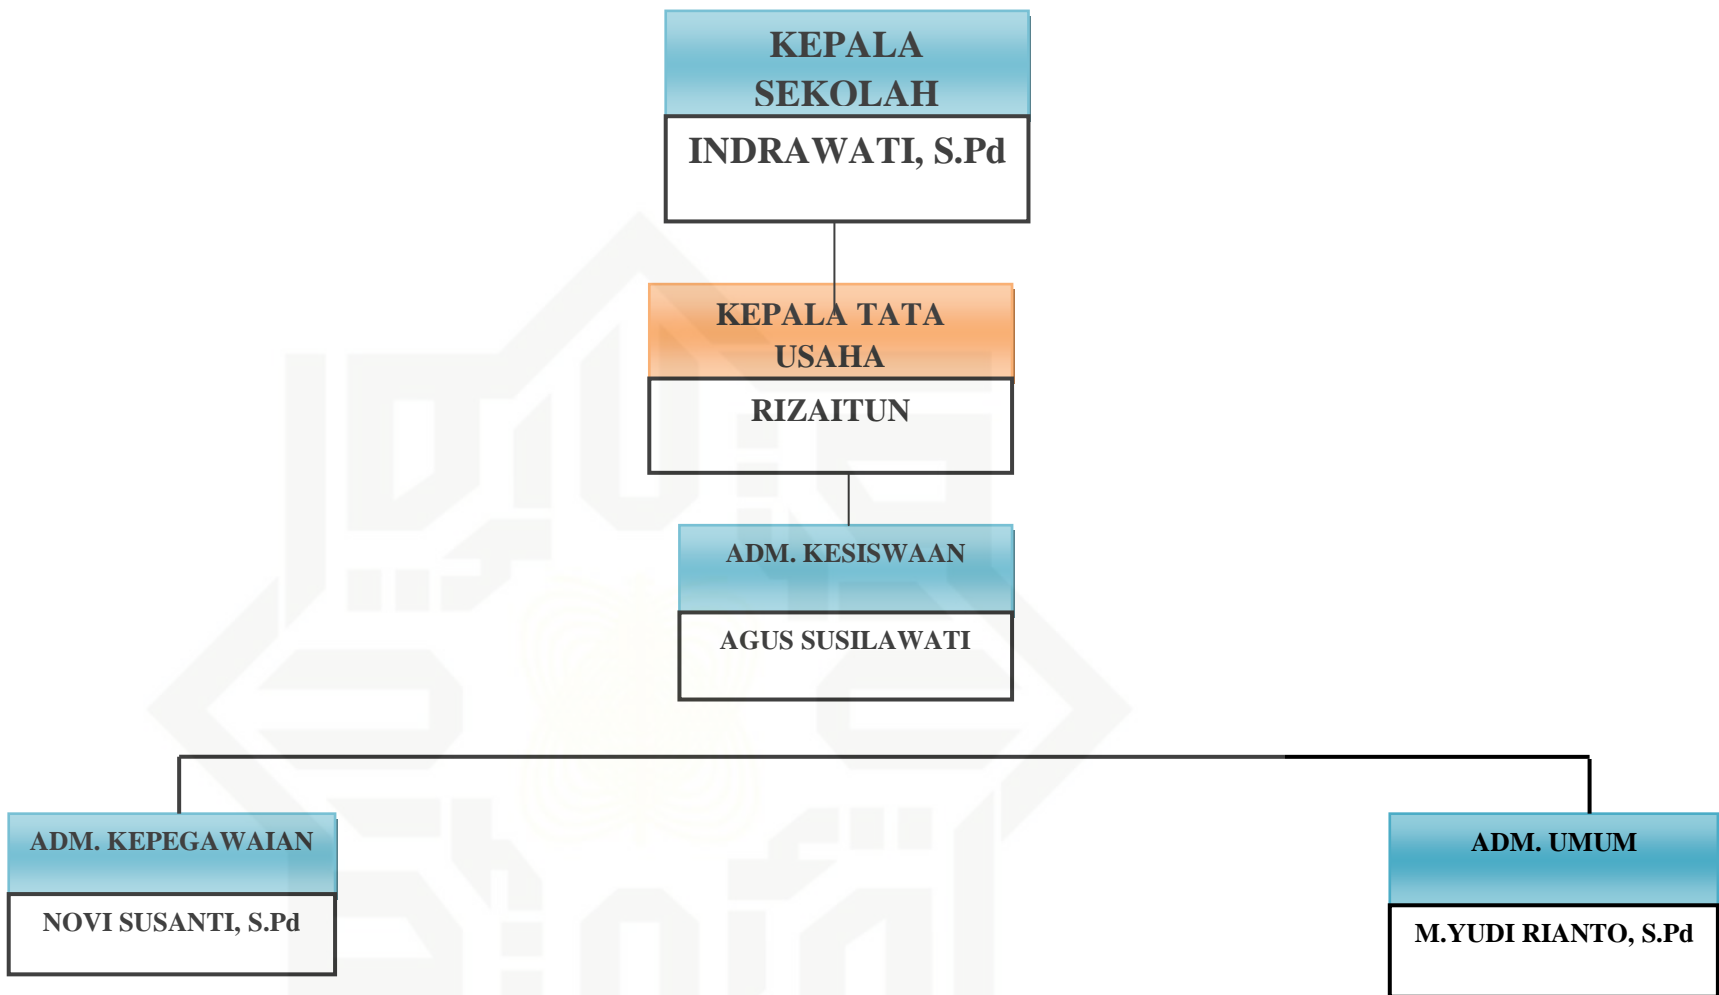 KEPALA
SEKOLAH
INDRAWATI, S.Pd
KEPALA TATA
USAHA
RIZAITUN
ADM. KESISWAAN
AGUS SUSILAWATI
ADM. KEPEGAWAIAN
NOVI SUSANTI, S.Pd
ADM. UMUM
M.YUDI RIANTO, S.Pd